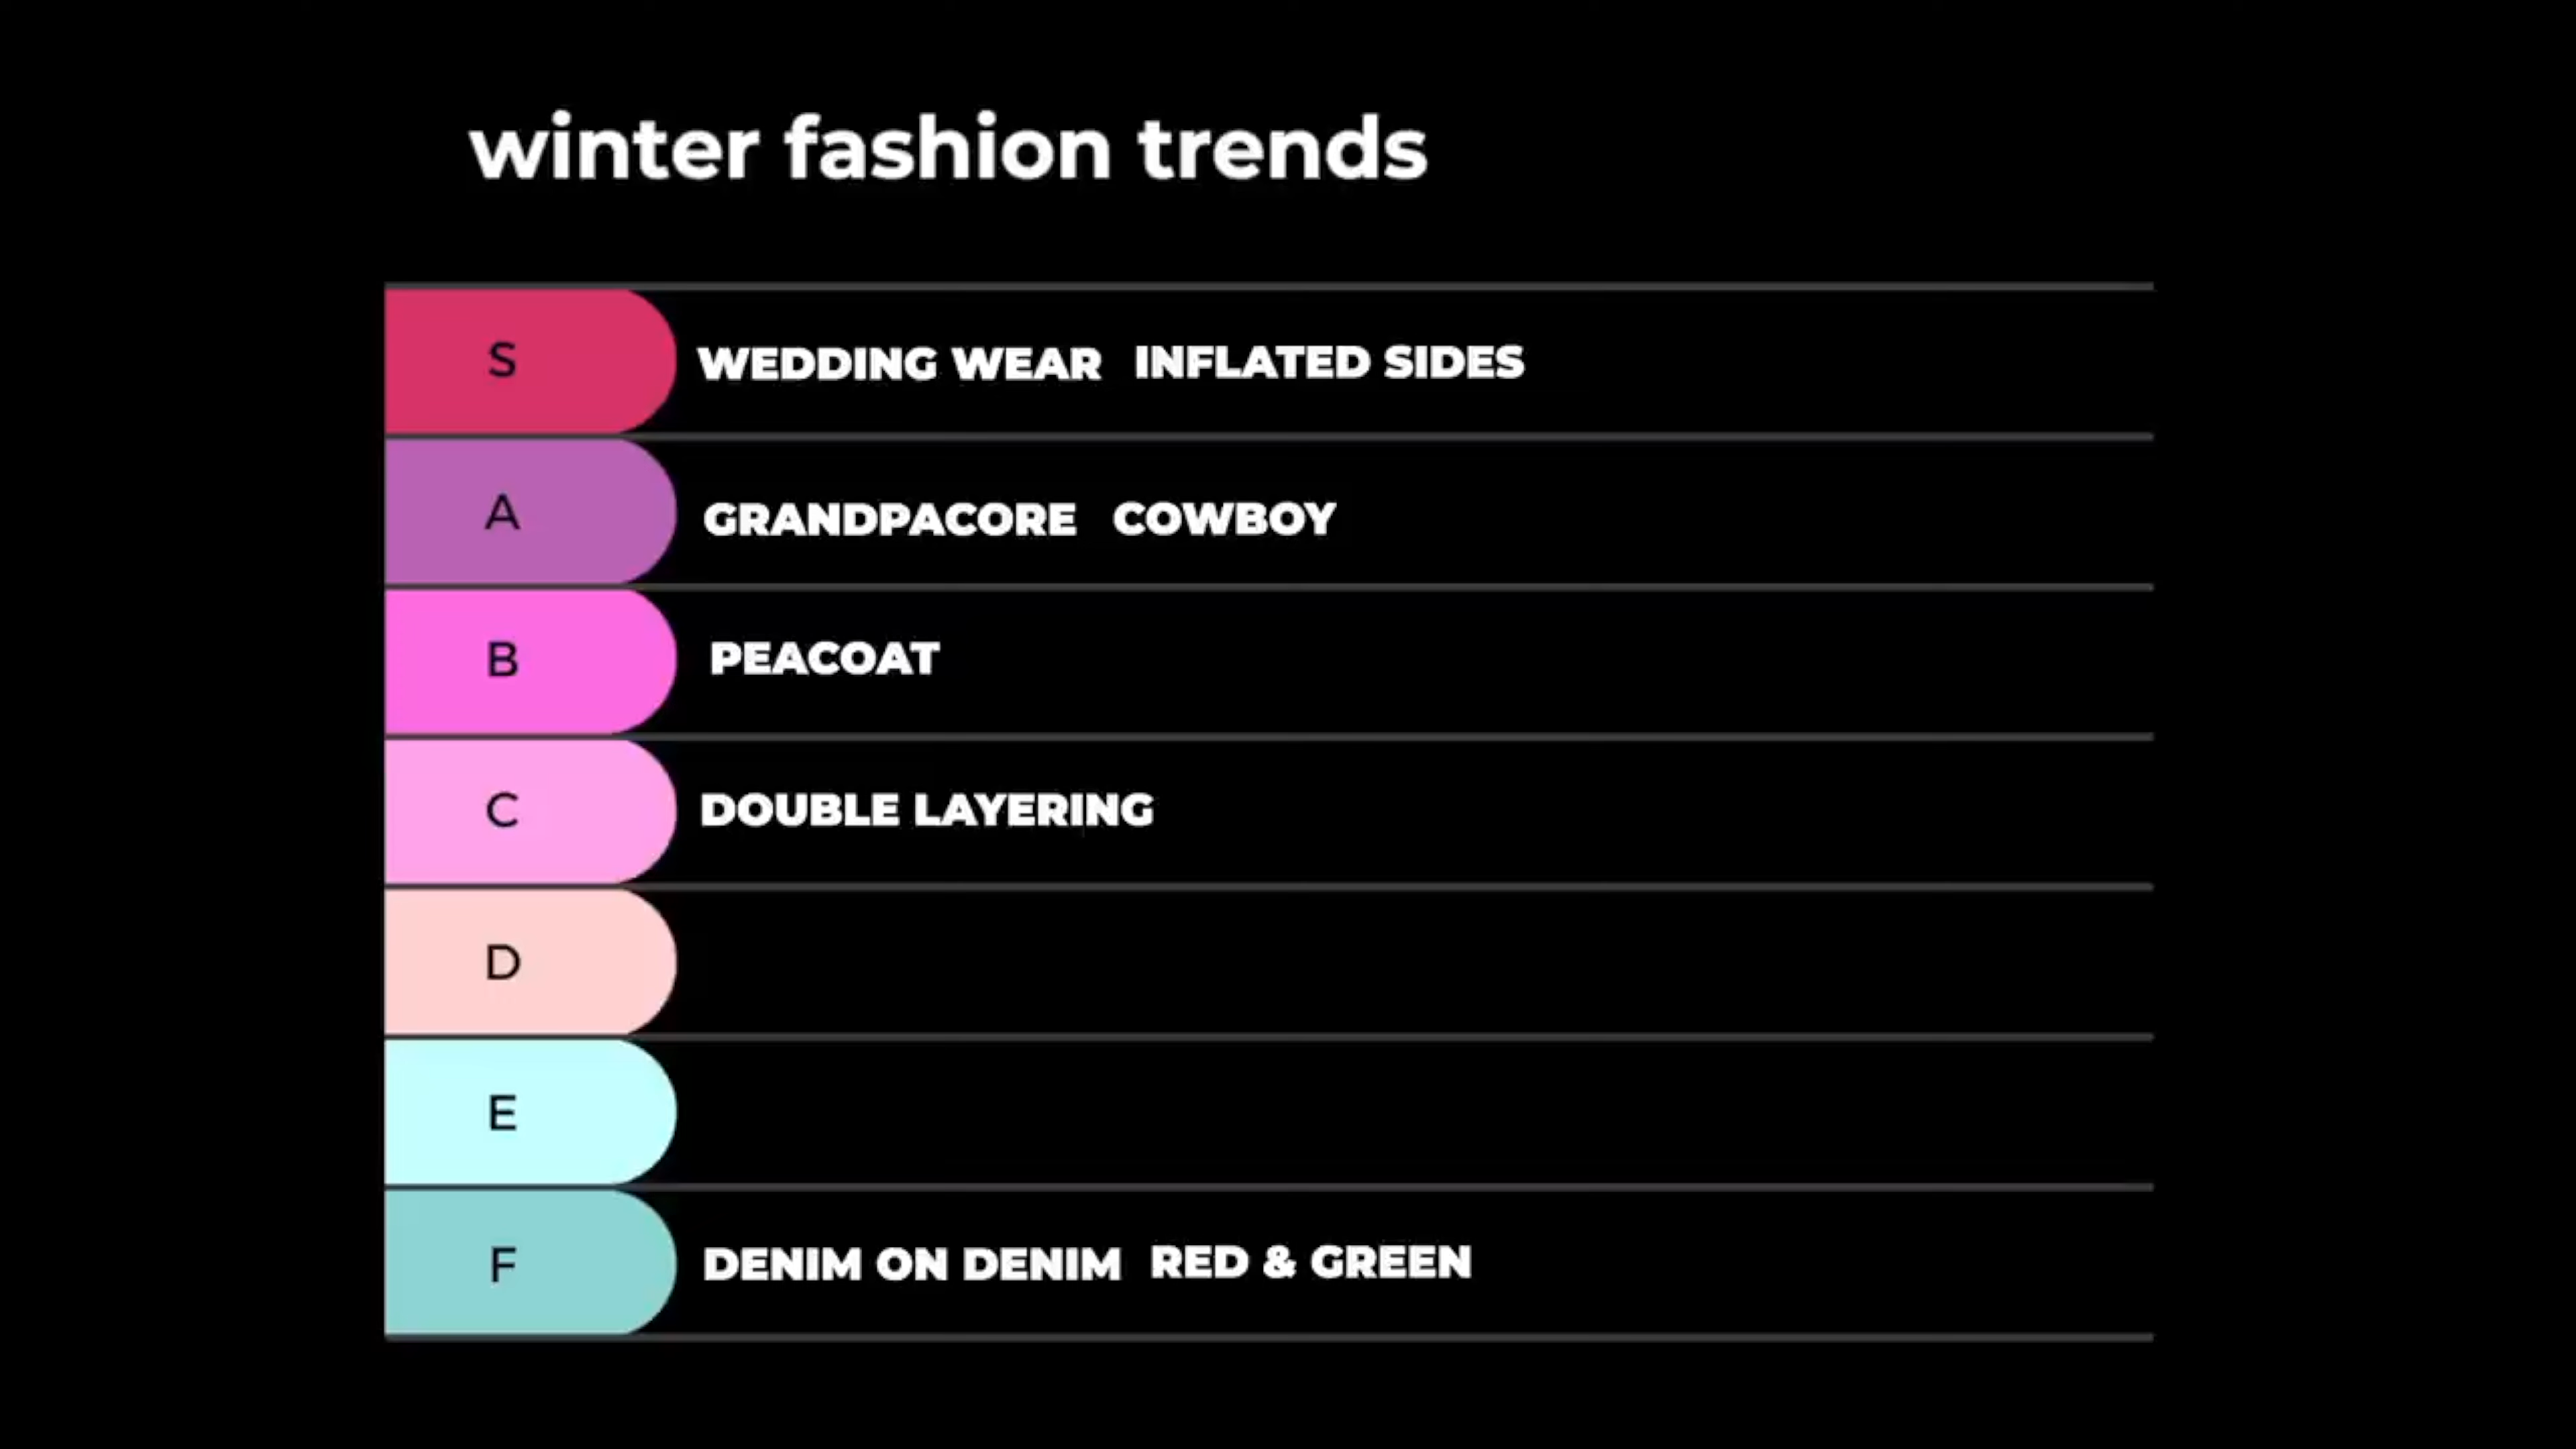 winter fashion trends
S WEDDING WEAR INFLATED SIDES
A GRANDPACORE COWBOY
B PEACOAT
C DOUBLE LAYERING
D
E
F DENIM ON DENIM RED & GREEN